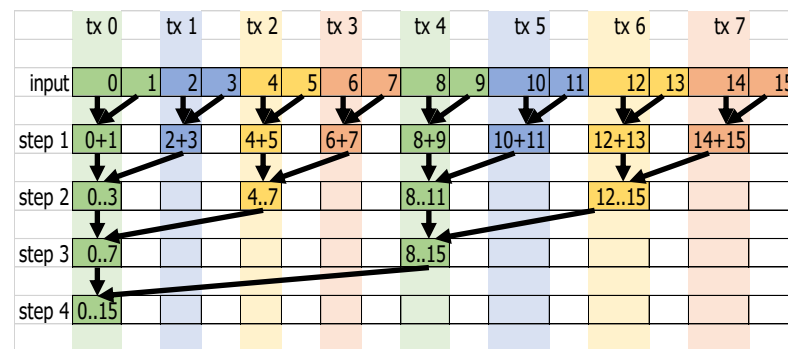 tx 0 tx 1 tx 2 tx 3 tx 4 tx 5 tx 6 tx 7
input 0 1 2 3 4 5 6 7 8 9 10 11 12 13 14 15
step 1 0+1 2+3 4+5 6+7 8+9 10+11 12+13 14+15
step 2 0..3 4..7 8..11 12..15
step 3 0..7 8..15
step 4 0..15